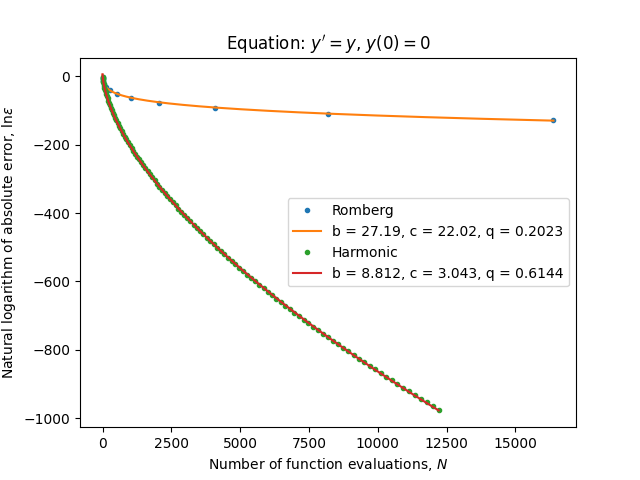 Equation: y′ = y, y(0) = 0
Natural logarithm of absolute error, lnε
0
−200
−400
−600
−800
−1000
Romberg
b = 27.19, c = 22.02, q = 0.2023
Harmonic
b = 8.812, c = 3.043, q = 0.6144
0 2500 5000 7500 10000 12500 15000
Number of function evaluations, N